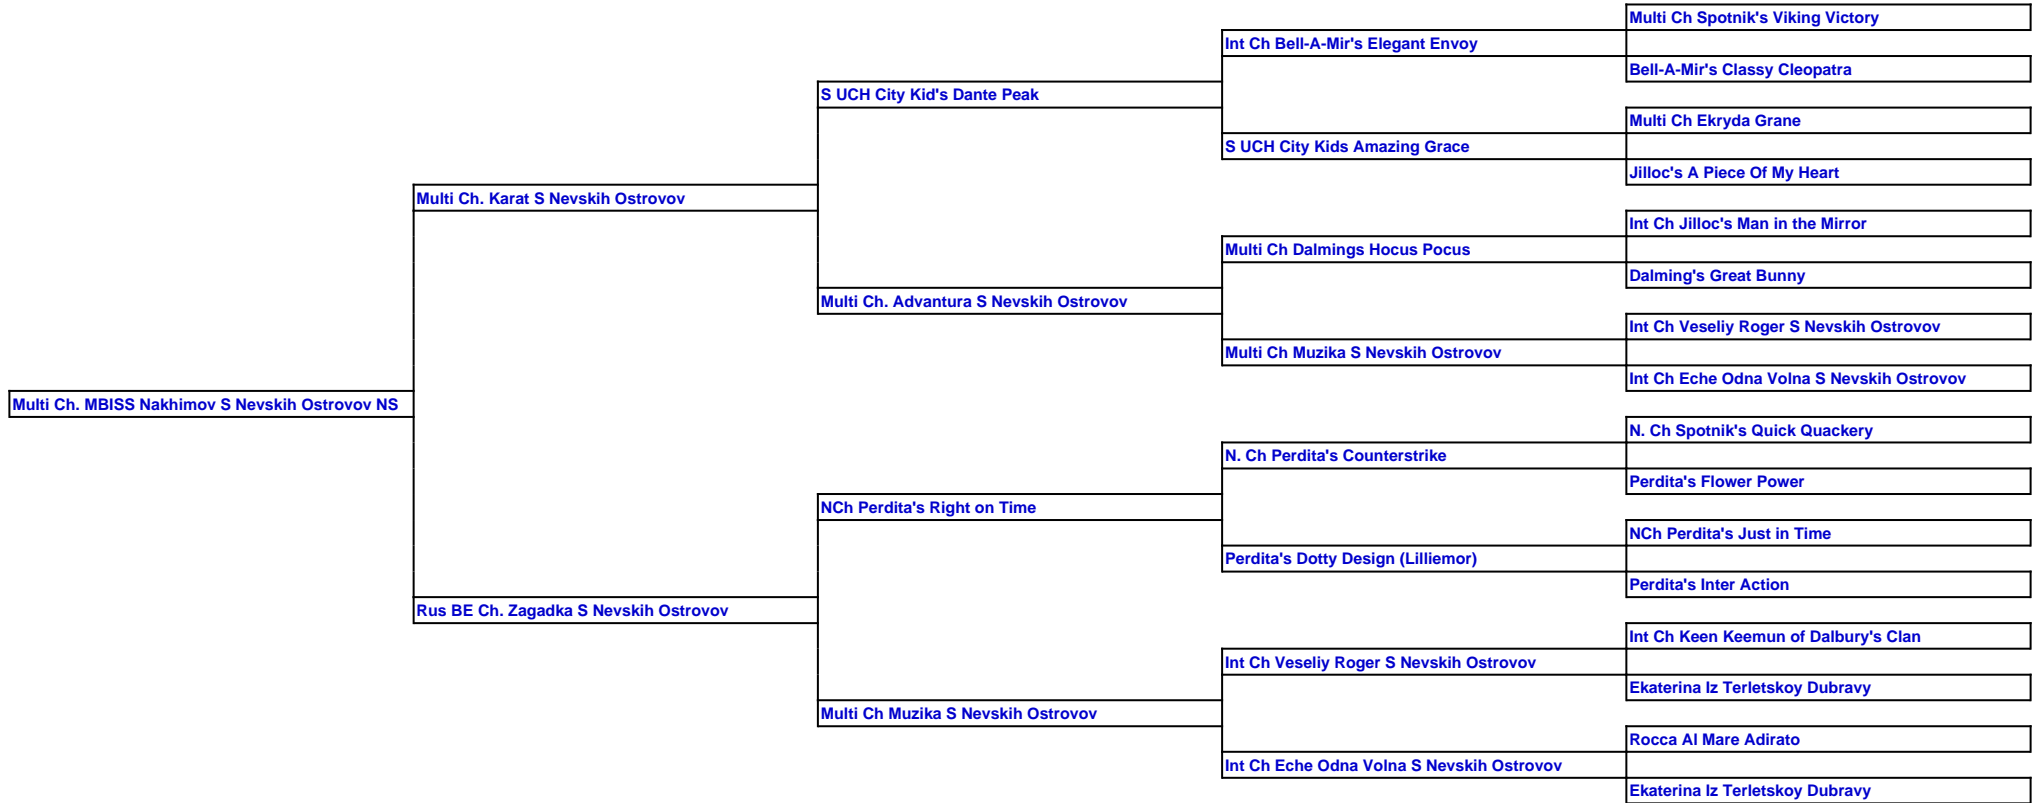 Multi Ch Spotnik's Viking Victory
Int Ch Bell-A-Mir's Elegant Envoy
Bell-A-Mir's Classy Cleopatra
S UCH City Kid's Dante Peak
Multi Ch Ekryda Grane
S UCH City Kids Amazing Grace
Jilloc's A Piece Of My Heart
Multi Ch. Karat S Nevskih Ostrovov
Int Ch Jilloc's Man in the Mirror
Multi Ch Dalmings Hocus Pocus
Dalming's Great Bunny
Multi Ch. Advantura S Nevskih Ostrovov
Int Ch Veseliy Roger S Nevskih Ostrovov
Multi Ch Muzika S Nevskih Ostrovov
Int Ch Eche Odna Volna S Nevskih Ostrovov
Multi Ch. MBISS Nakhimov S Nevskih Ostrovov NS
N. Ch Spotnik's Quick Quackery
N. Ch Perdita's Counterstrike
Perdita's Flower Power
NCh Perdita's Right on Time
NCh Perdita's Just in Time
Perdita's Dotty Design (Lilliemor)
Perdita's Inter Action
Rus BE Ch. Zagadka S Nevskih Ostrovov
Int Ch Keen Keemun of Dalbury's Clan
Int Ch Veseliy Roger S Nevskih Ostrovov
Ekaterina Iz Terletskoy Dubravy
Multi Ch Muzika S Nevskih Ostrovov
Rocca Al Mare Adirato
Int Ch Eche Odna Volna S Nevskih Ostrovov
Ekaterina Iz Terletskoy Dubravy